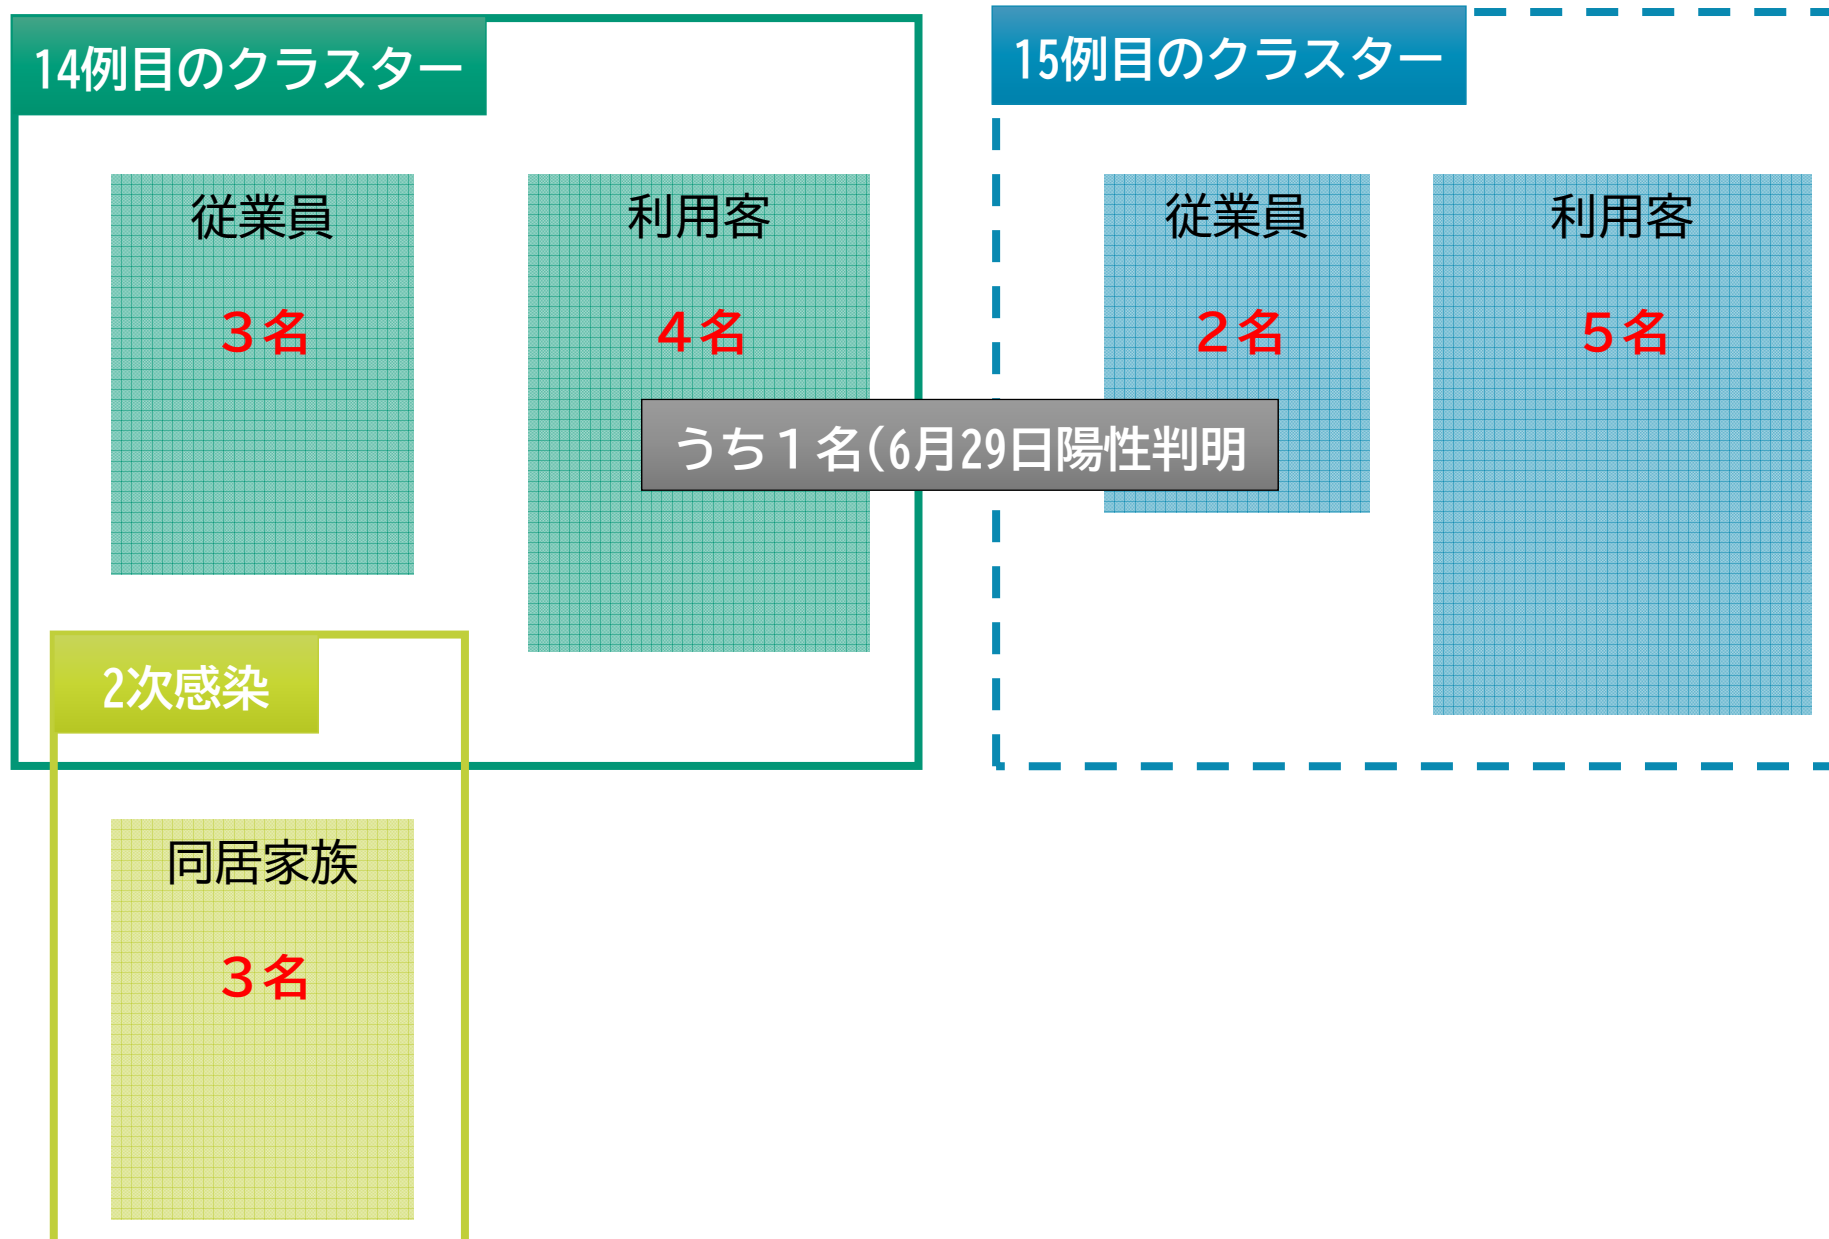 14例目のクラスター
従業員
3名
利用客
4名
15例目のクラスター
従業員
2名
利用客
5名
うち1名(6月29日陽性判明
2次感染
同居家族
3名